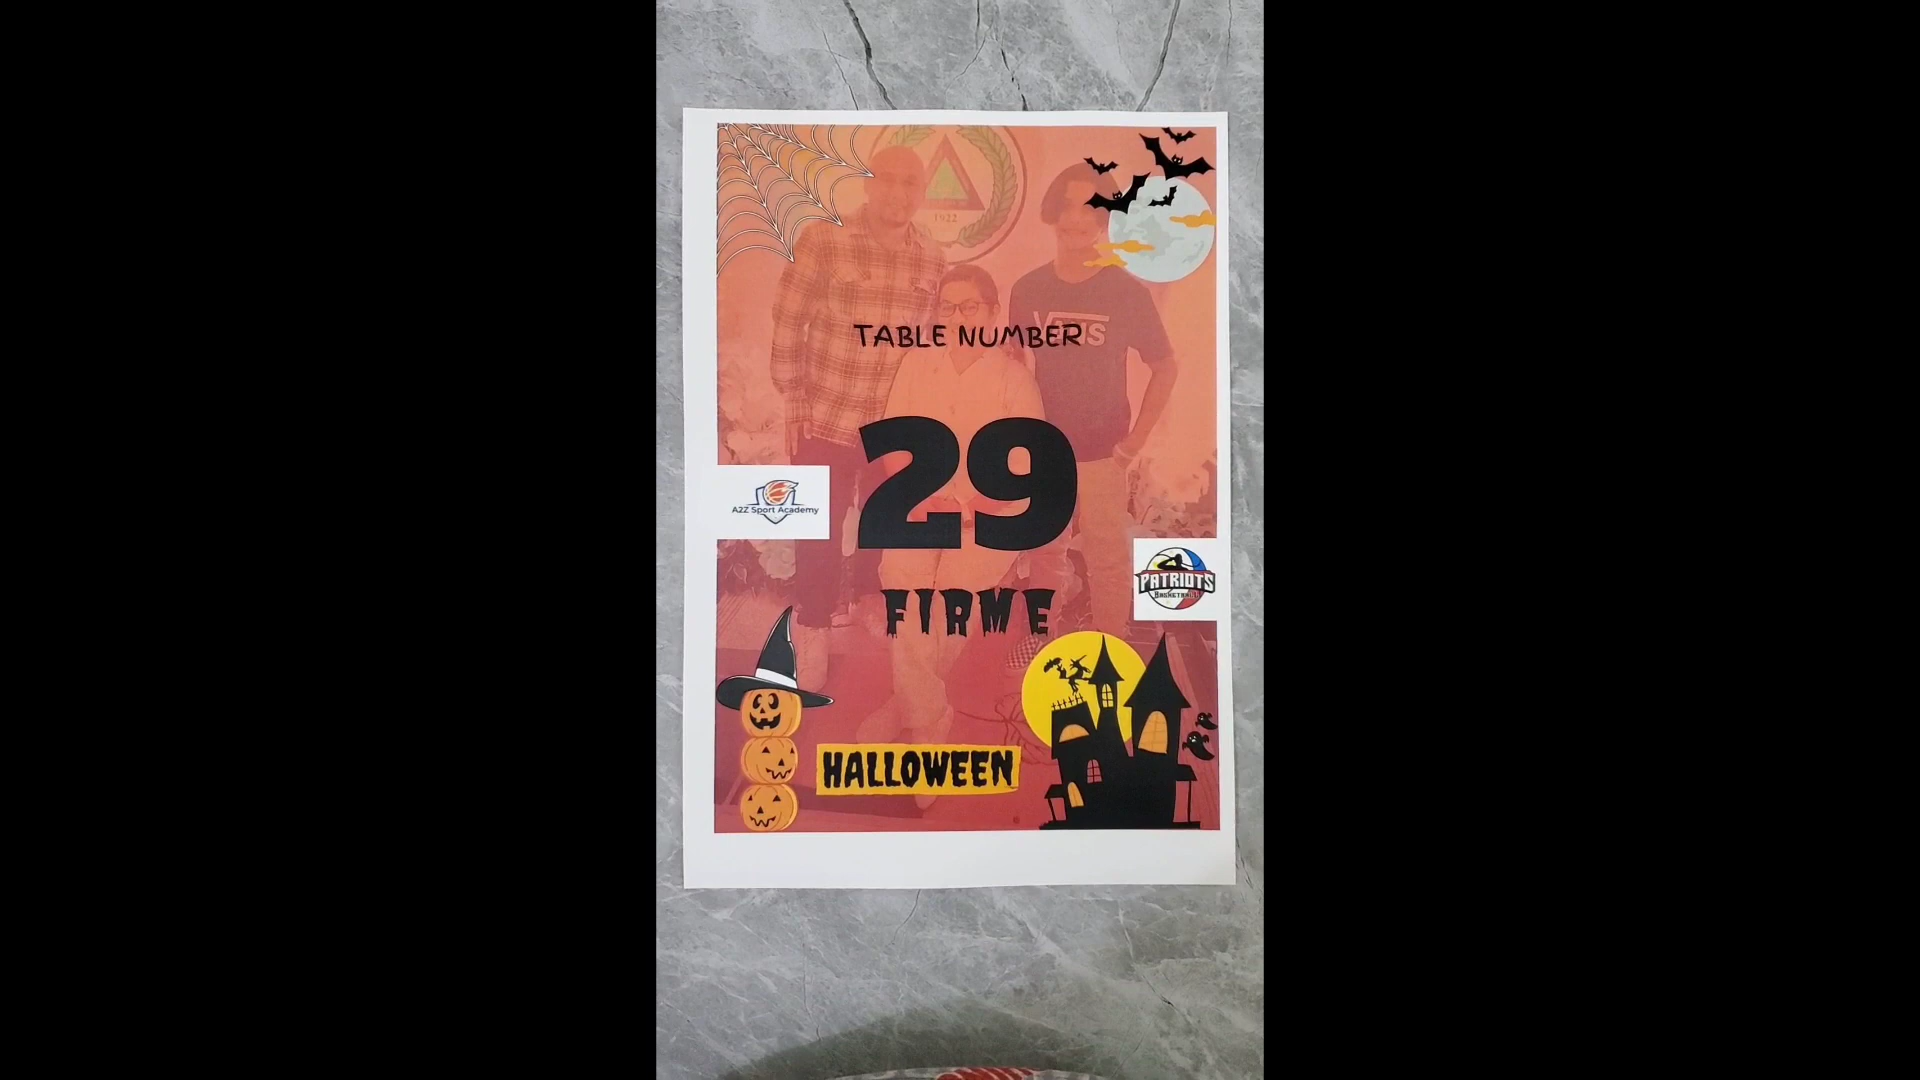 1922
TABLE NUMBER
VANS
29
A2Z Sport Academy
PATRIOTS
BASKETBALL
FIRME
HALLOWEEN